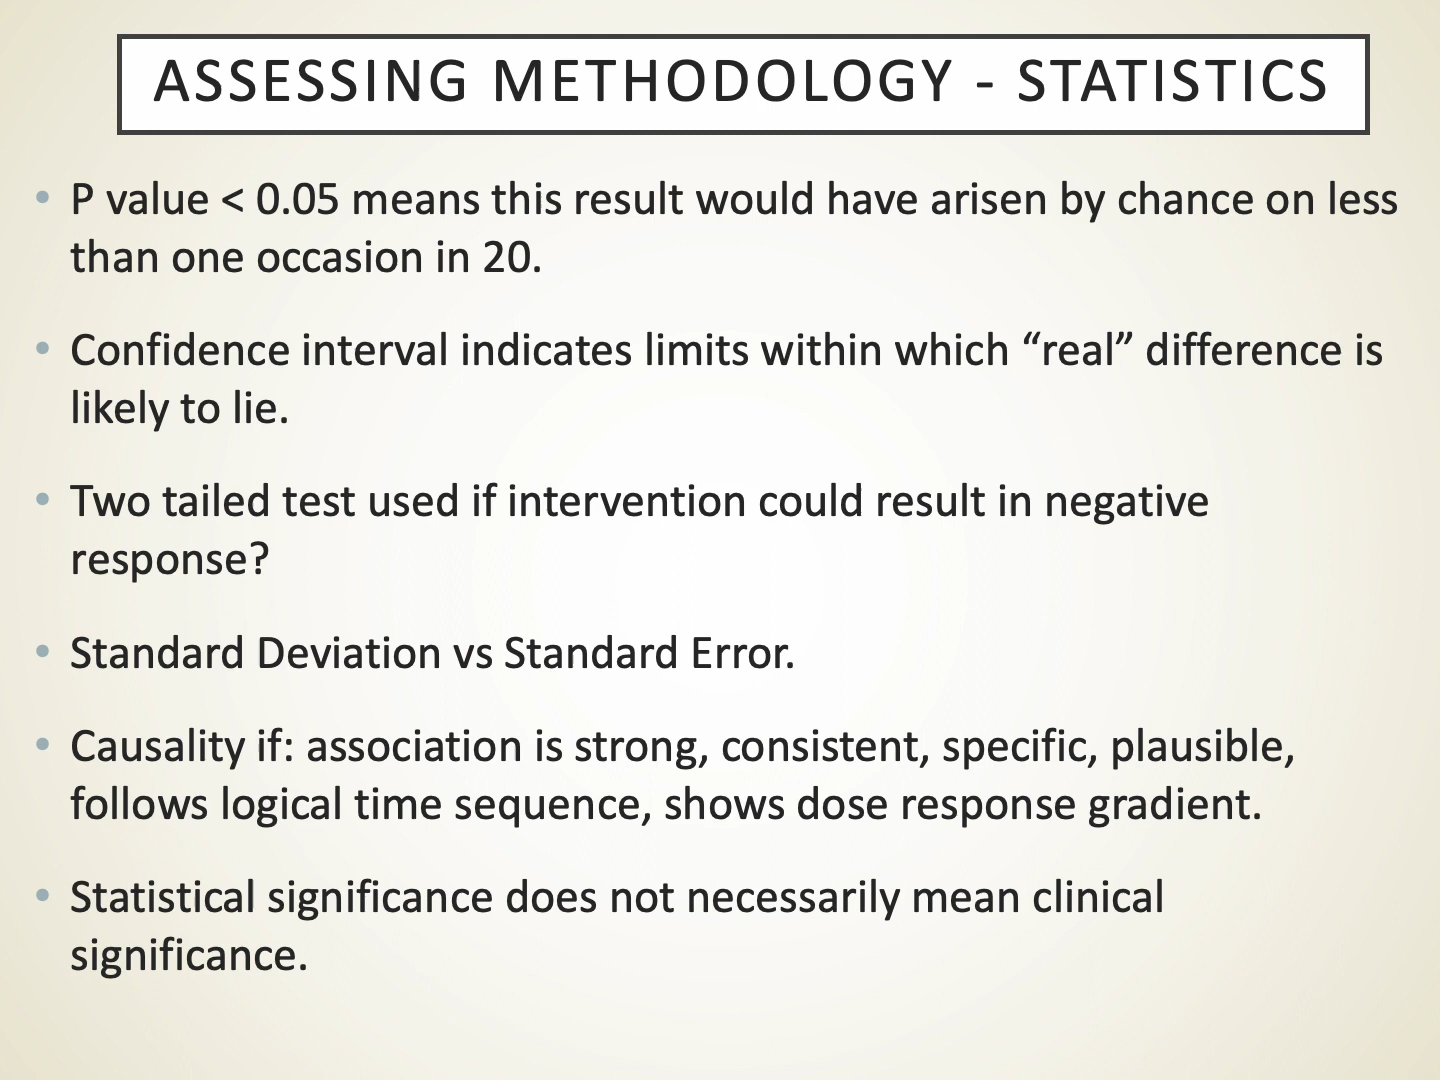 ASSESSING METHODOLOGY - STATISTICS
• P value < 0.05 means this result would have arisen by chance on less
than one occasion in 20.
• Confidence interval indicates limits within which “real” difference is
likely to lie.
• Two tailed test used if intervention could result in negative
response?
• Standard Deviation vs Standard Error.
• Causality if: association is strong, consistent, specific, plausible,
follows logical time sequence, shows dose response gradient.
• Statistical significance does not necessarily mean clinical
significance.